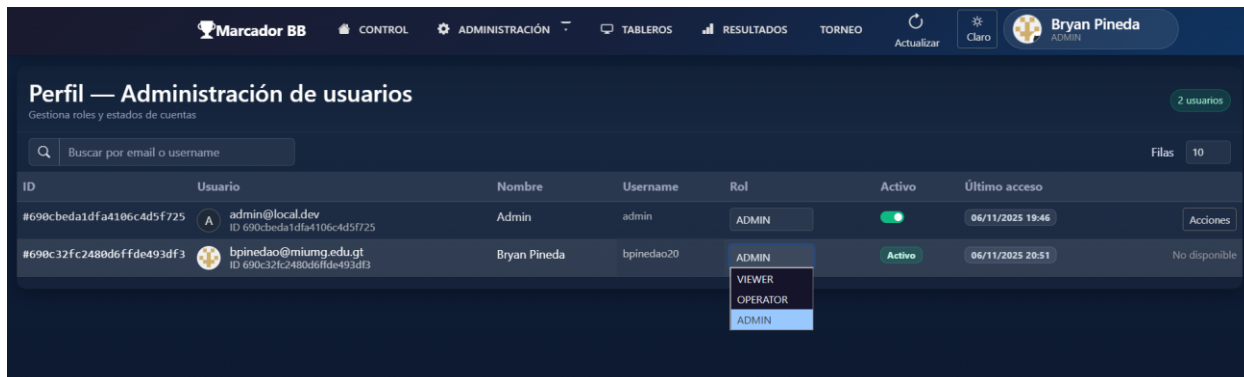 Marcador BB
CONTROL
ADMINISTRACIÓN
TABLEROS
RESULTADOS
TORNEO
Actualizar
Claro
Bryan Pineda
ADMIN
Perfil — Administración de usuarios
Gestiona roles y estados de cuentas
2 usuarios
Buscar por email o username
Filas 10
ID Usuario Nombre Username Rol Activo Último acceso
#690cbeda1dfa4106c4d5f725 A admin@local.dev Admin admin ADMIN 06/11/2025 19:46 Acciones
ID 690cbeda1dfa4106c4d5f725
#690c32fc2480d6ffde493df3 bpinedao@miumg.edu.gt Bryan Pineda bpinedao20 ADMIN Activo 06/11/2025 20:51 No disponible
ID 690c32fc2480d6ffde493df3
VIEWER
OPERATOR
ADMIN